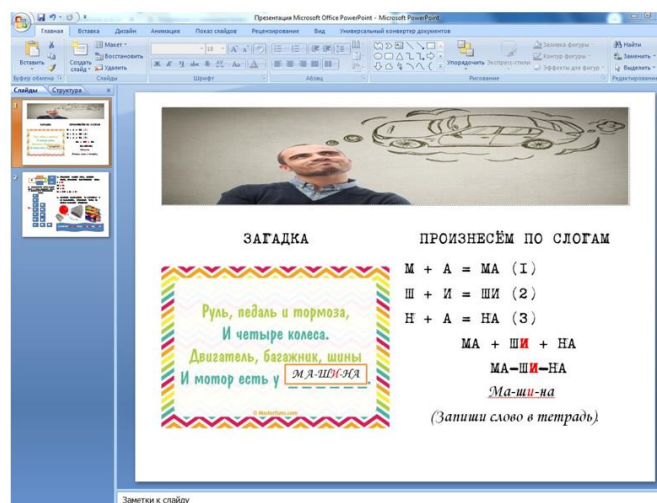 Презентация Microsoft Office PowerPoint - Microsoft PowerPoint
Главная Вставка Дизайн Анимация Показ слайдов Рецензирование Вид Универсальный конвертер документов
Вставить
Создать слайд
Макет
Восстановить
Удалить
18
Упорядочить Экспресс-стили
Заливка фигуры
Контур фигуры
Эффекты для фигур
Найти
Заменить
Выделить
Буфер обмена Слайды Шрифт Абзац Рисование Редактирование
Слайды Структура
1
2
ЗАГАДКА
Руль, педаль и тормоза,
И четыре колеса.
Двигатель, багажник, шины
И мотор есть у МА-ШИ-НА.
ПРОИЗНЕСЁМ ПО СЛОГАМ
М + А = МА (1)
Ш + И = ШИ (2)
Н + А = НА (3)
МА + ШИ + НА
МА–ШИ–НА
Ма-ши-на
(Запиши слово в тетрадь).
Заметки к слайду